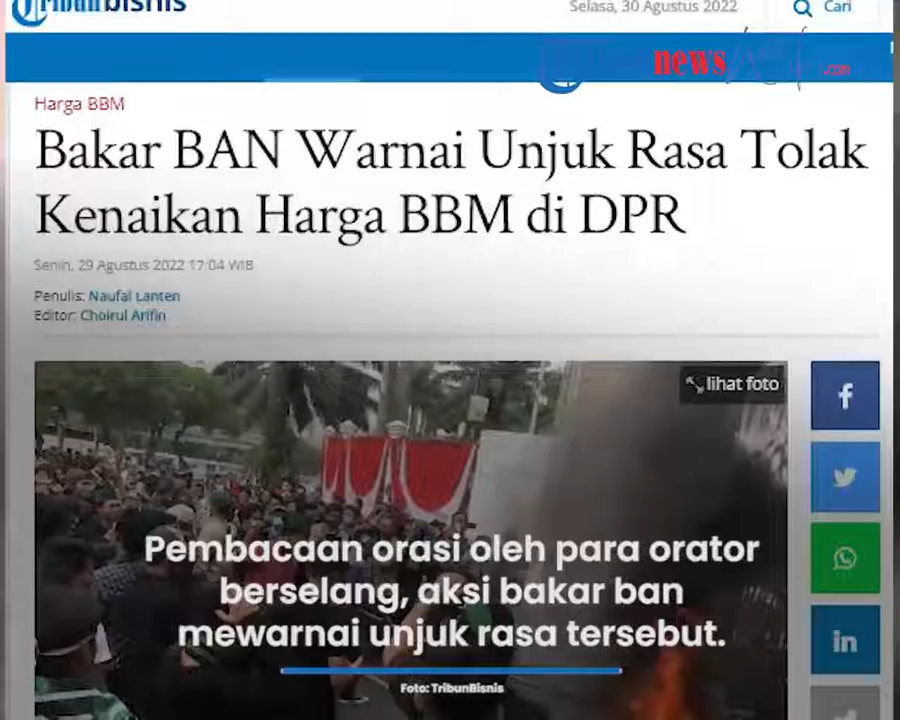 Tribunbisnis
Selasa, 30 Agustus 2022
Cari
news
.com
Harga BBM
Bakar BAN Warnai Unjuk Rasa Tolak
Kenaikan Harga BBM di DPR
Senin, 29 Agustus 2022 17:04 WIB
Penulis: Naufal Lanten
Editor: Choirul Arifin
lihat foto
Pembacaan orasi oleh para orator
berselang, aksi bakar ban
mewarnai unjuk rasa tersebut.
Foto: TribunBisnis